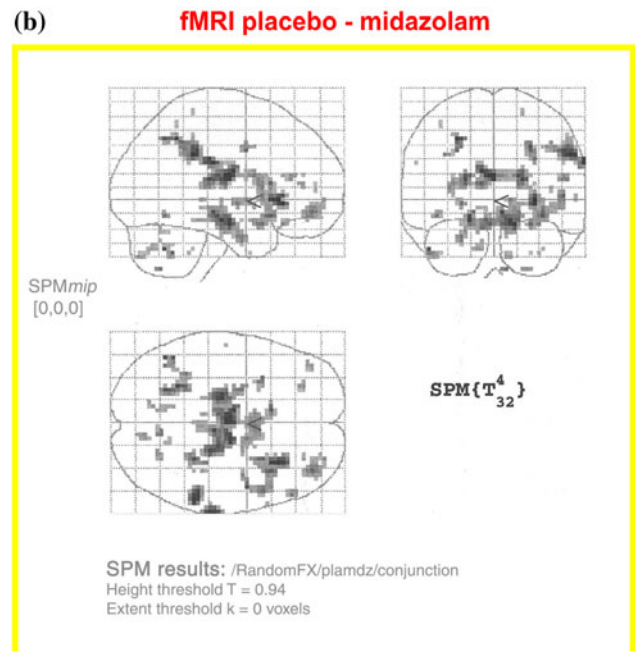 (b) fMRI placebo - midazolam
SPMmip
[0,0,0]
<
<
<
SPM{T⁴₃₂}
SPM results: /RandomFX/plamdz/conjunction
Height threshold T = 0.94
Extent threshold k = 0 voxels